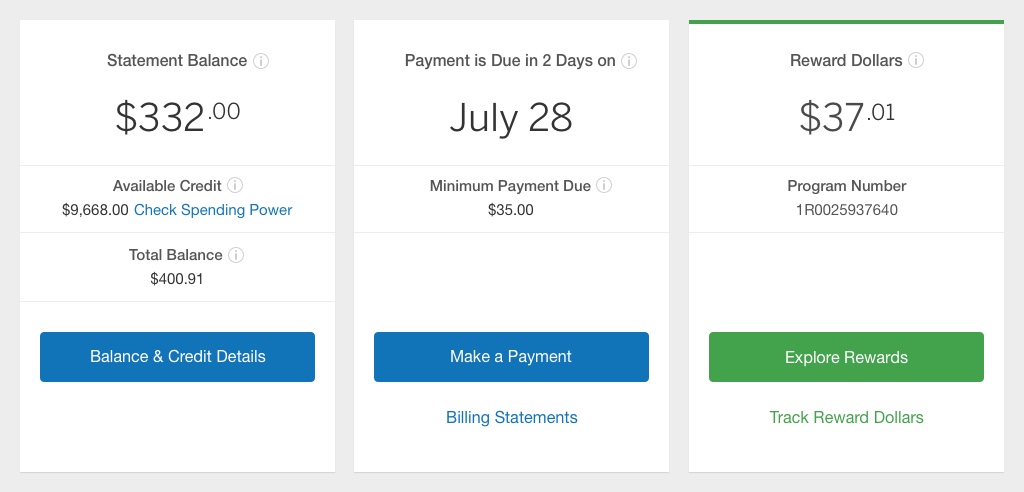 Statement Balance
$332.00
Available Credit
$9,668.00 Check Spending Power
Total Balance
$400.91
Balance & Credit Details
Payment is Due in 2 Days on
July 28
Minimum Payment Due
$35.00
Make a Payment
Billing Statements
Reward Dollars
$37.01
Program Number
1R0025937640
Explore Rewards
Track Reward Dollars